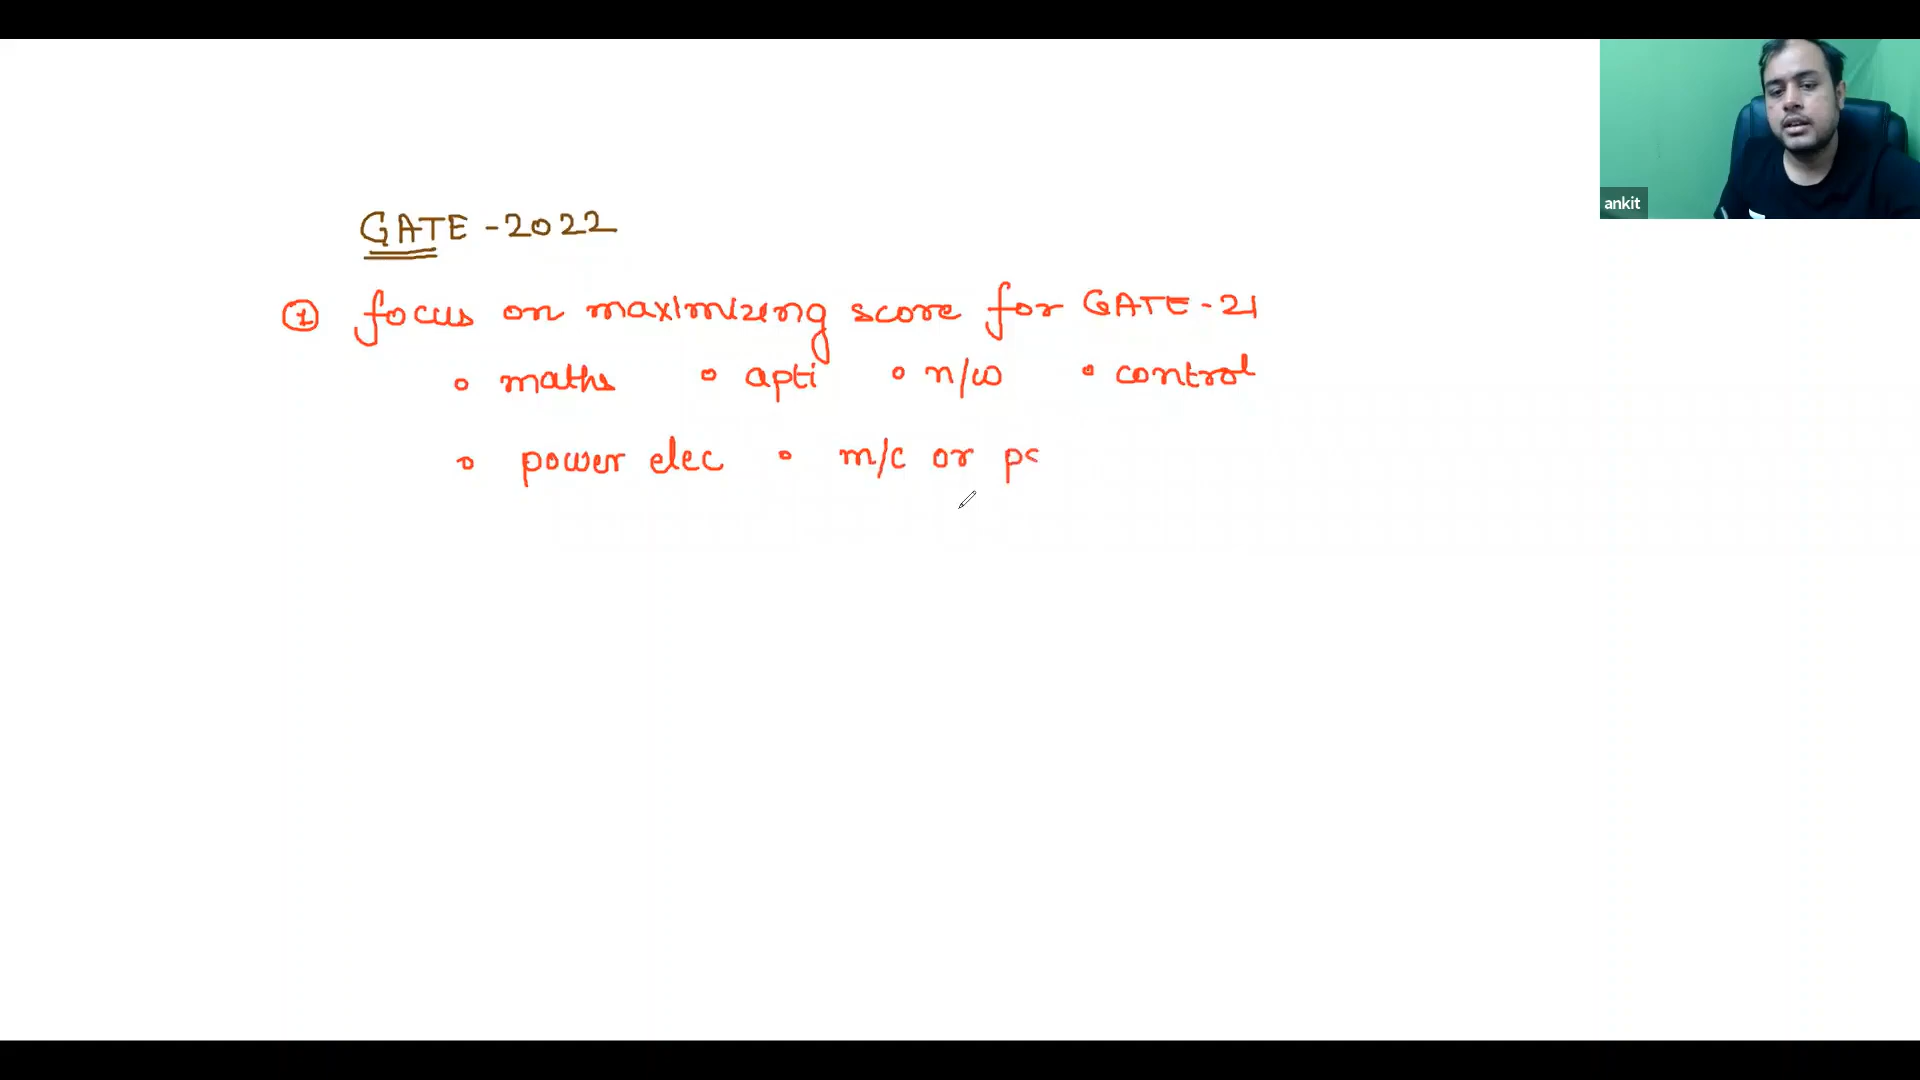 ankit
GATE - 2022
① focus on maximizing score for GATE - 21
• maths • apti • n/w • control
• power elec • m/c or ps